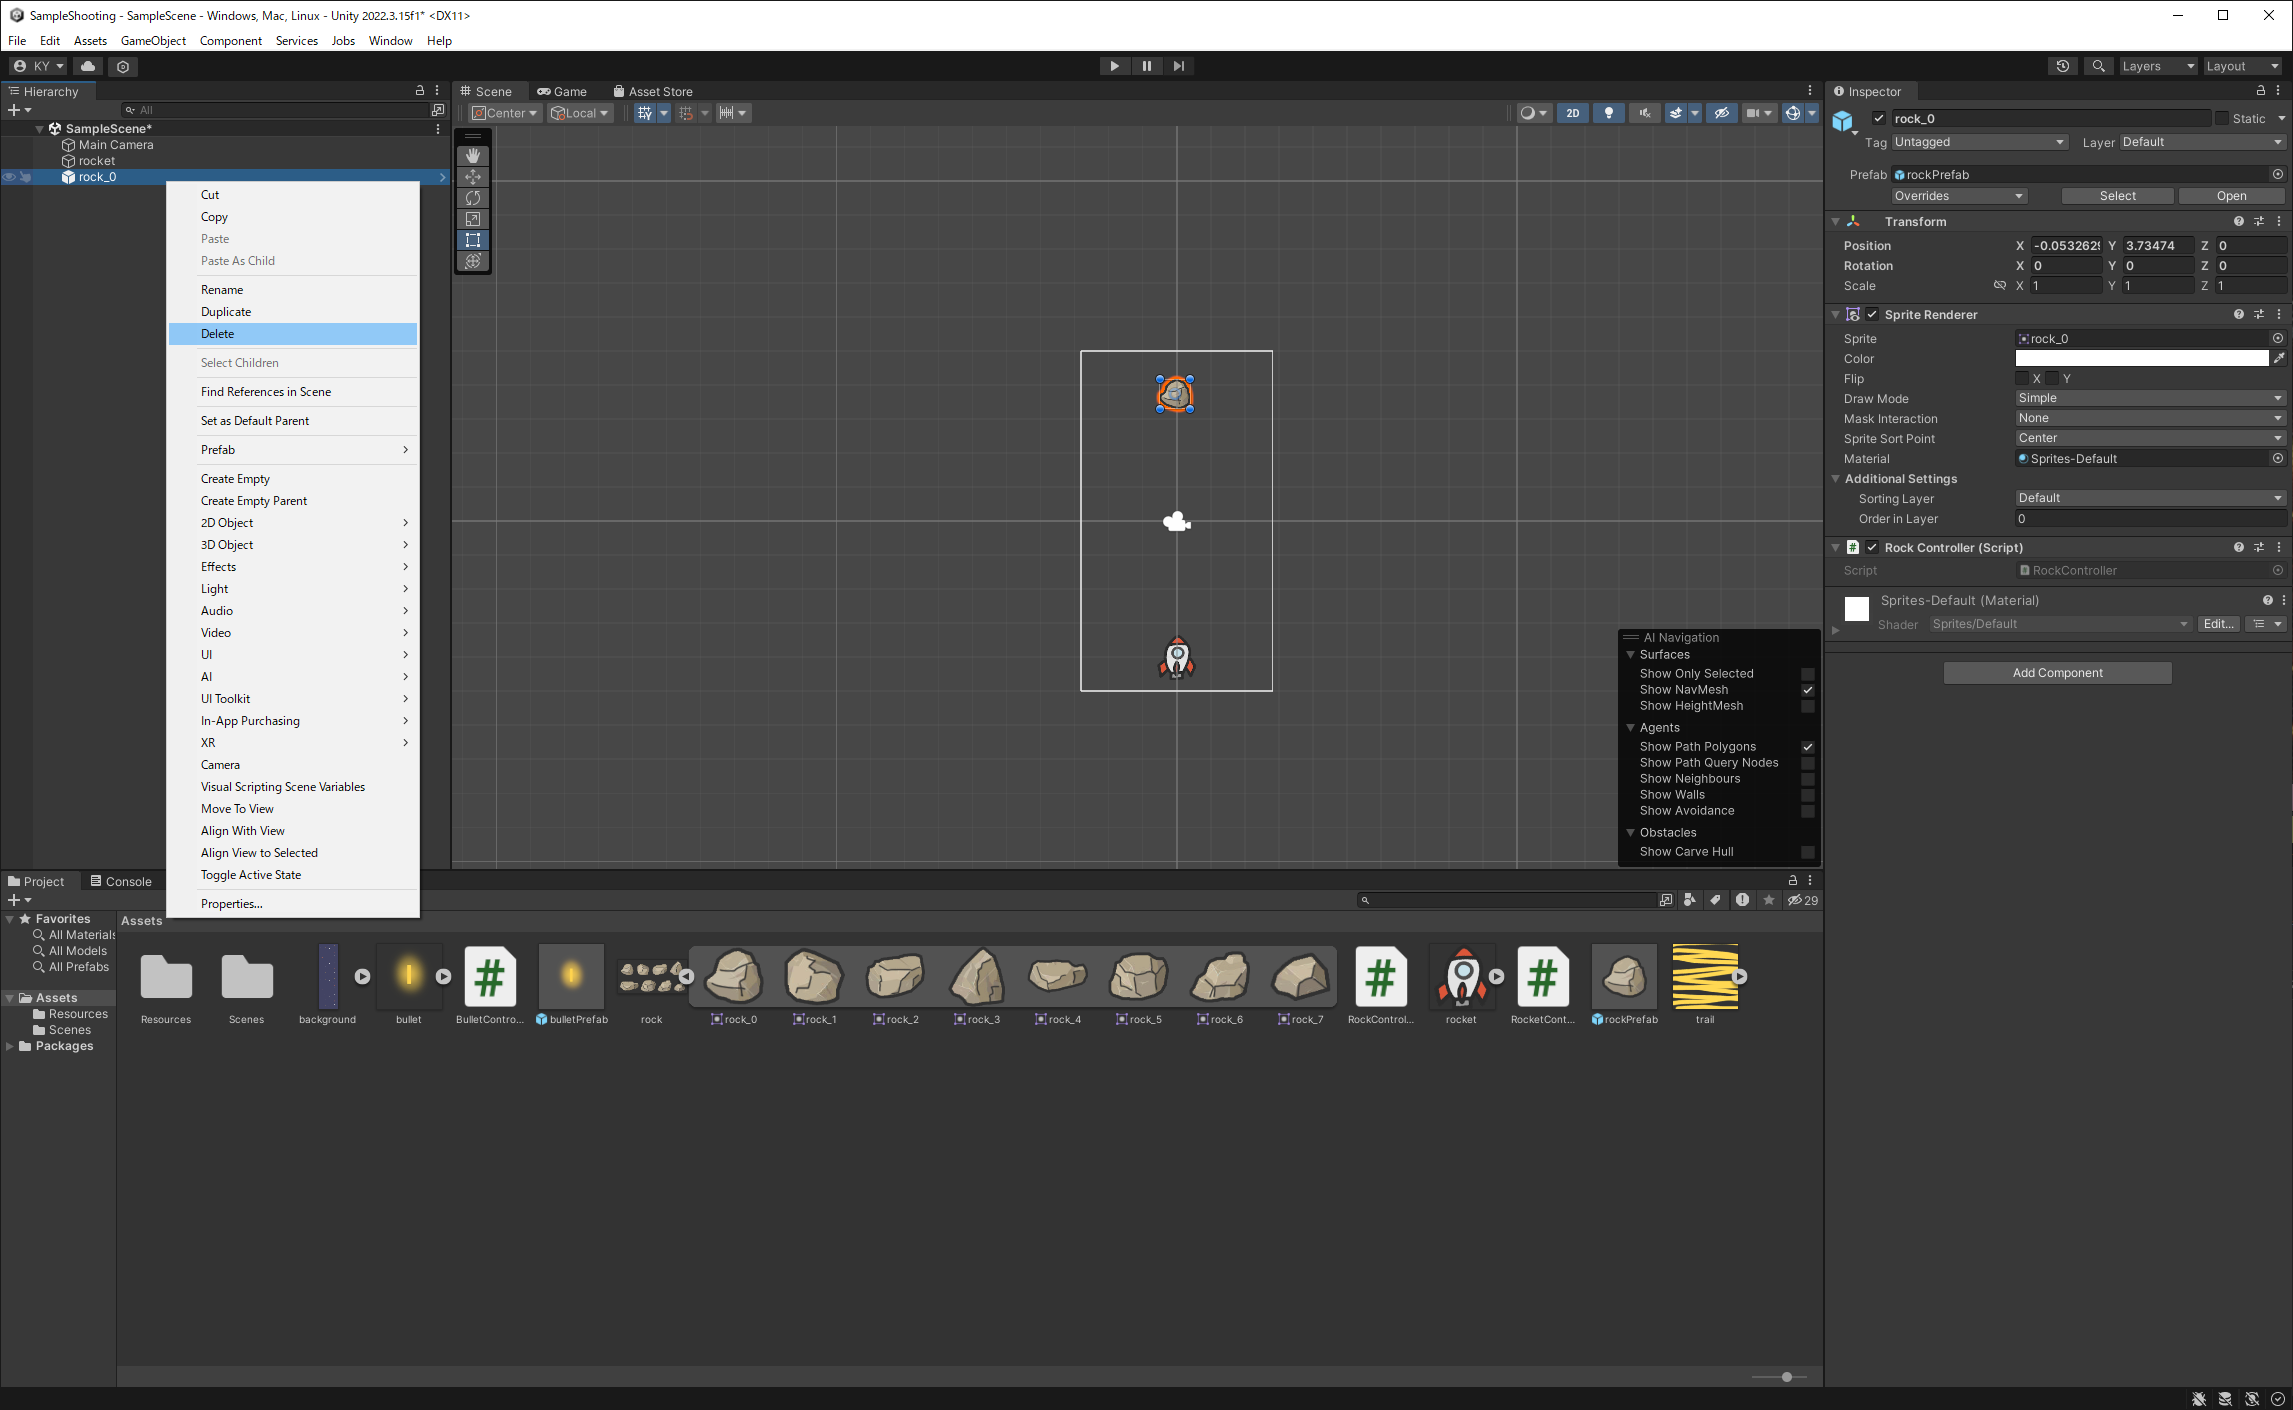 SampleShooting - SampleScene - Windows, Mac, Linux - Unity 2022.3.15f1* <DX11>
File Edit Assets GameObject Component Services Jobs Window Help
KY
Layers
Layout
Hierarchy
All
SampleScene*
Main Camera
rocket
rock_0
Cut
Copy
Paste
Paste As Child
Rename
Duplicate
Delete
Select Children
Find References in Scene
Set as Default Parent
Prefab
Create Empty
Create Empty Parent
2D Object
3D Object
Effects
Light
Audio
Video
UI
AI
UI Toolkit
In-App Purchasing
XR
Camera
Visual Scripting Scene Variables
Move To View
Align With View
Align View to Selected
Toggle Active State
Properties...
Scene Game Asset Store
Center Local 2D
AI Navigation
Surfaces
Show Only Selected
Show NavMesh
Show HeightMesh
Agents
Show Path Polygons
Show Path Query Nodes
Show Neighbours
Show Walls
Show Avoidance
Obstacles
Show Carve Hull
Inspector
rock_0 Static
Tag Untagged Layer Default
Prefab rockPrefab
Overrides Select Open
Transform
Position X -0.053262 Y 3.73474 Z 0
Rotation X 0 Y 0 Z 0
Scale X 1 Y 1 Z 1
Sprite Renderer
Sprite rock_0
Color
Flip X Y
Draw Mode Simple
Mask Interaction None
Sprite Sort Point Center
Material Sprites-Default
Additional Settings
Sorting Layer Default
Order in Layer 0
# Rock Controller (Script)
Script RockController
Sprites-Default (Material)
Shader Sprites/Default Edit...
Add Component
Project Console
29
Favorites
All Materials
All Models
All Prefabs
Assets
Resources
Scenes
Packages
Assets
# # #
Resources Scenes background bullet BulletContro... bulletPrefab rock rock_0 rock_1 rock_2 rock_3 rock_4 rock_5 rock_6 rock_7 RockControl... rocket RocketCont... rockPrefab trail